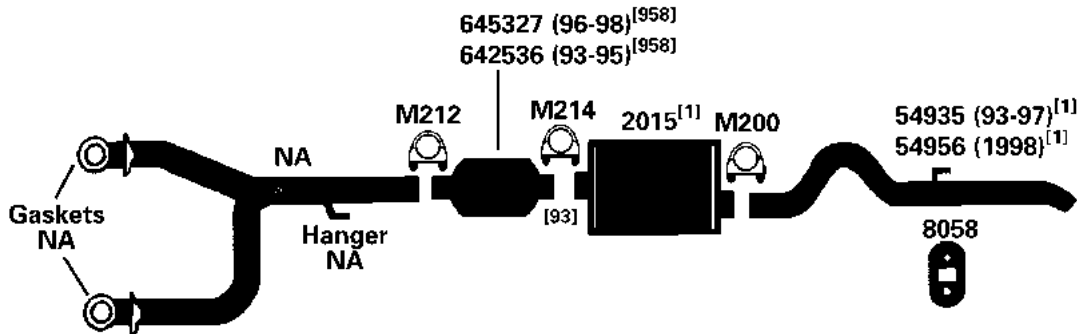 645327 (96-98)[958]
642536 (93-95)[958]
M212
M214
2015[1]
M200
54935 (93-97)[1]
54956 (1998)[1]
NA
Gaskets
NA
Hanger
NA
[93]
8058